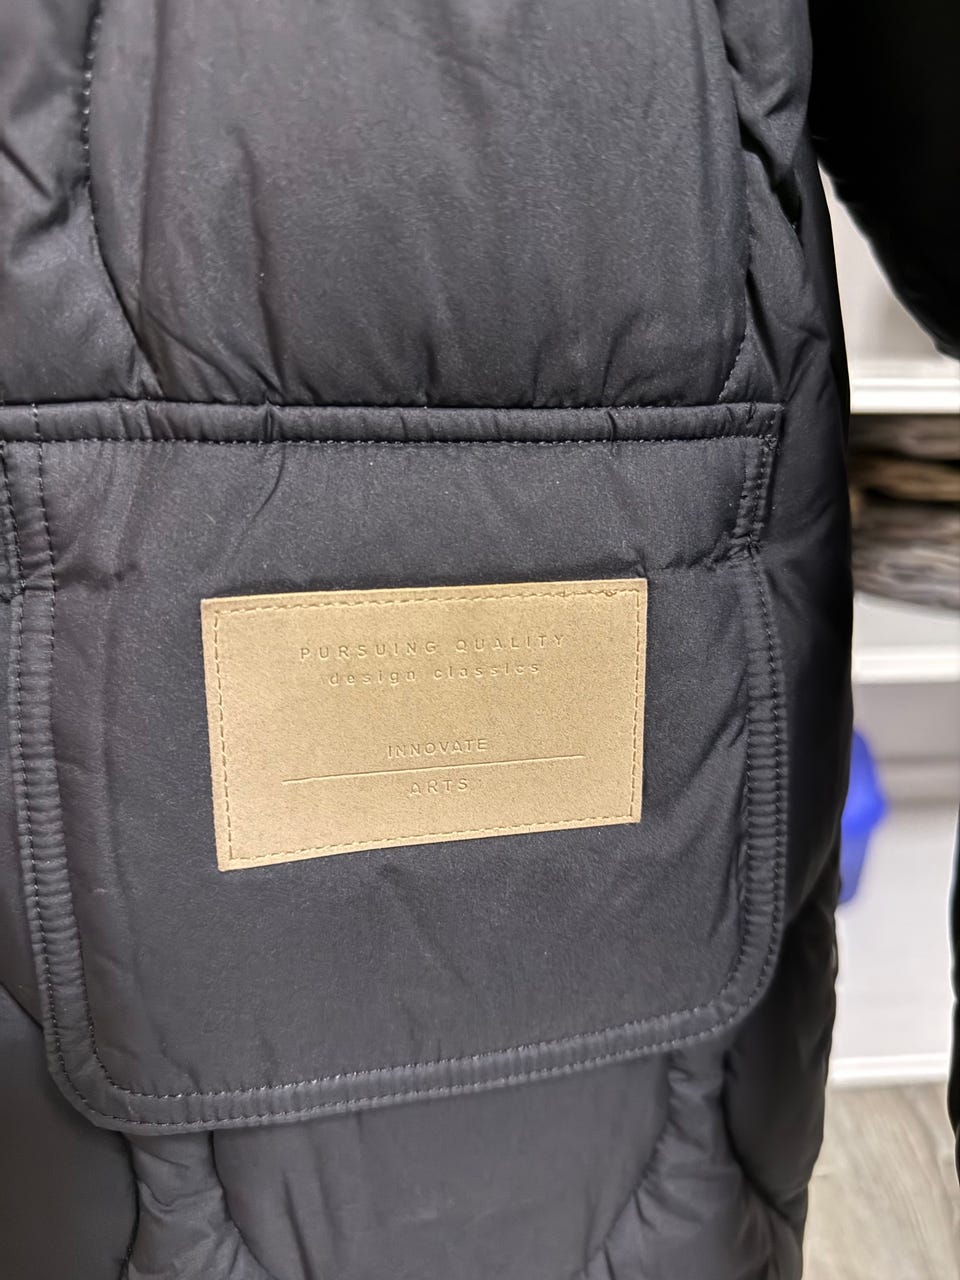 PURSUING QUALITY
design classics
INNOVATE
ARTS